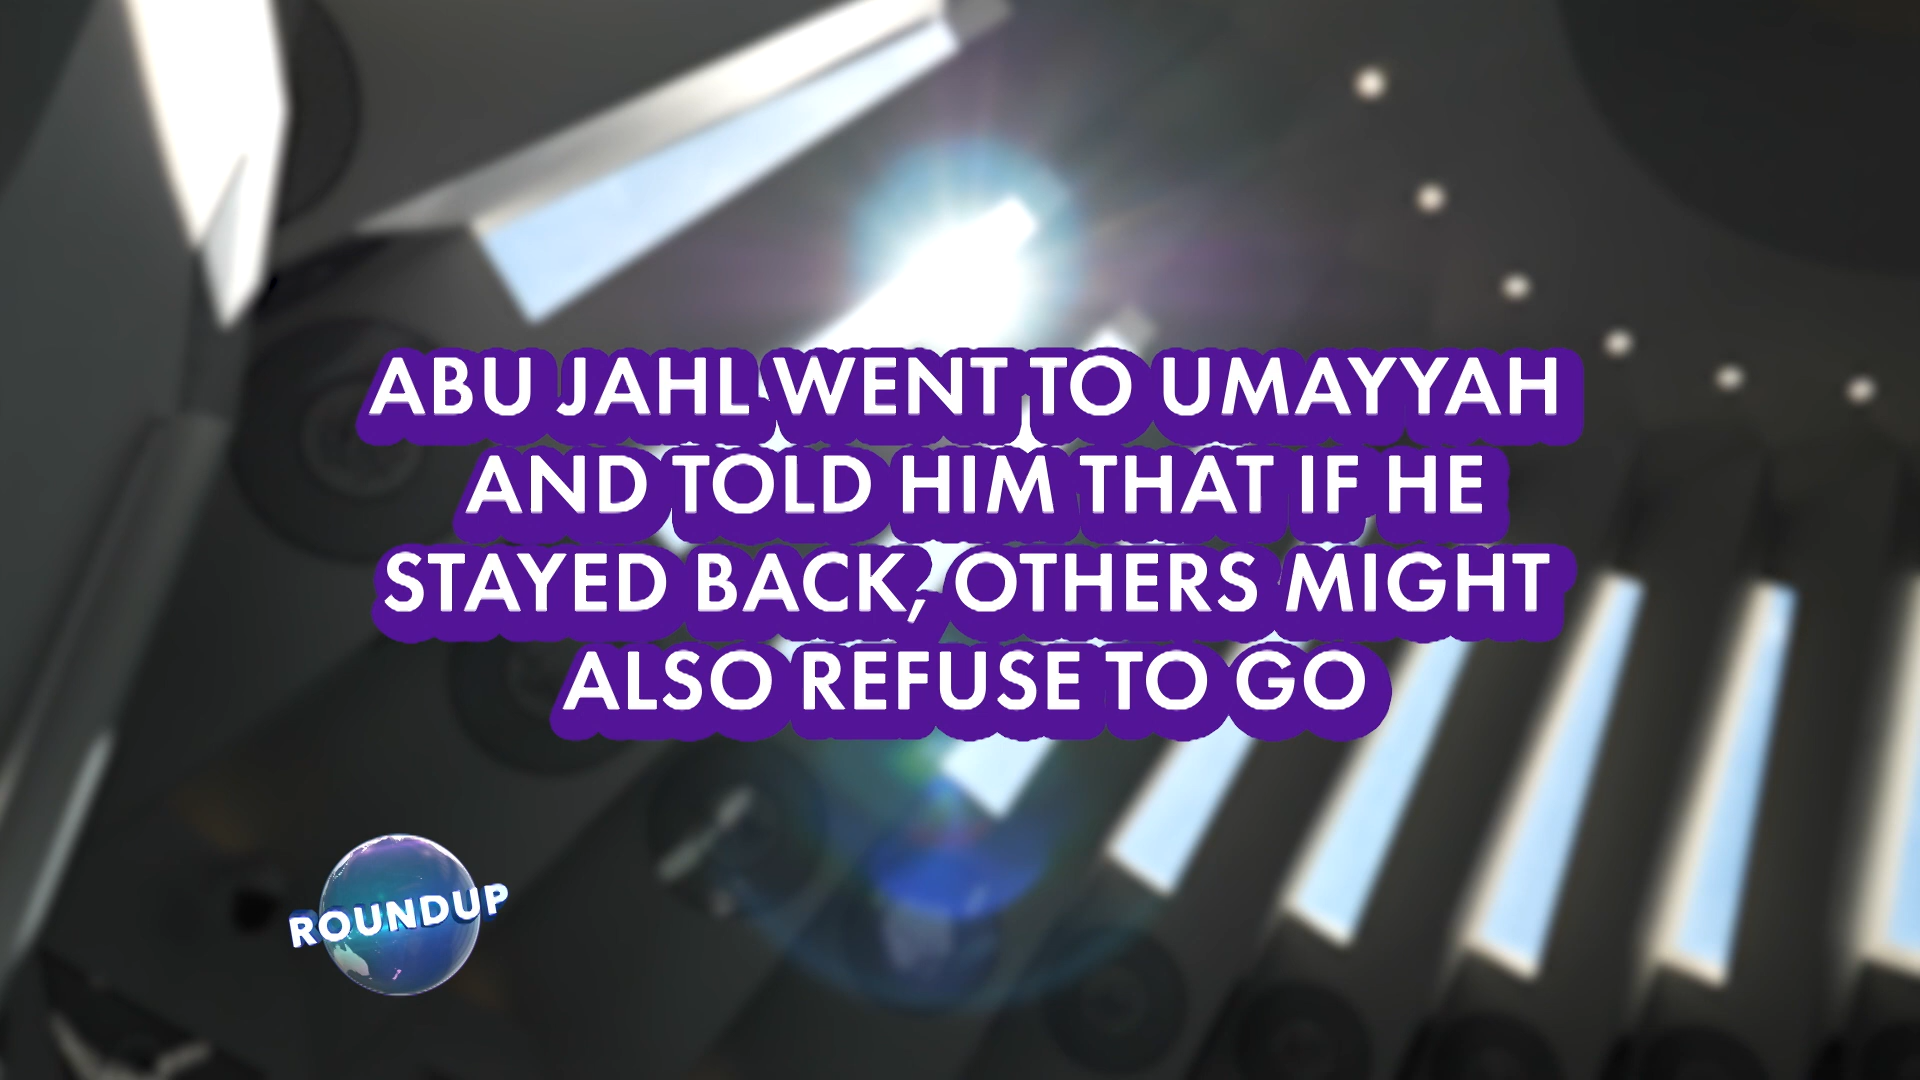 ABU JAHL WENT TO UMAYYAH
AND TOLD HIM THAT IF HE
STAYED BACK, OTHERS MIGHT
ALSO REFUSE TO GO
ROUNDUP